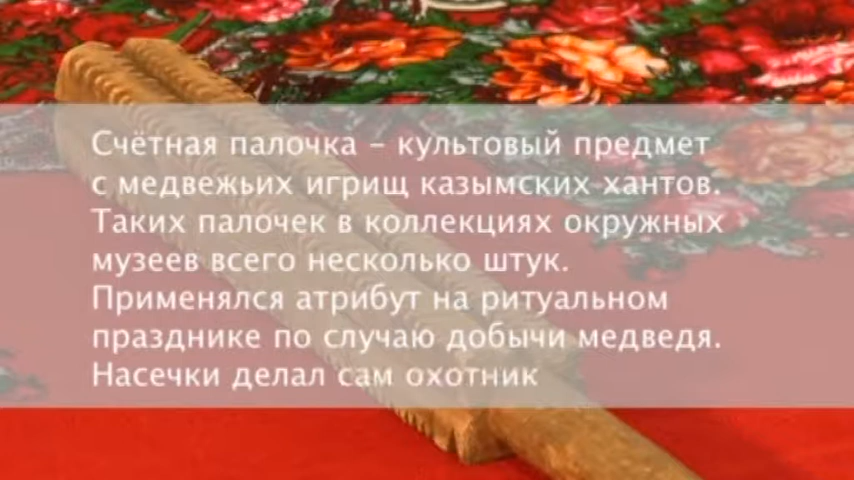 Счётная палочка – культовый предмет
с медвежьих игрищ казымских хантов.
Таких палочек в коллекциях окружных
музеев всего несколько штук.
Применялся атрибут на ритуальном
празднике по случаю добычи медведя.
Насечки делал сам охотник